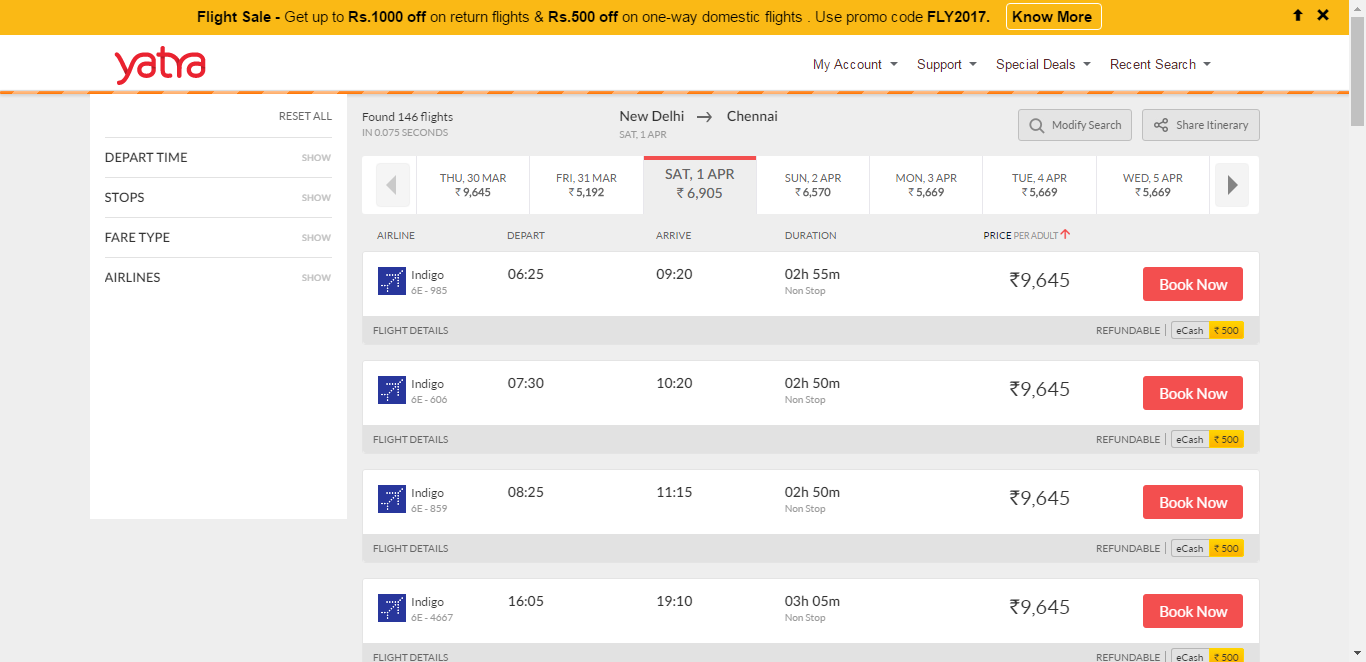 Flight Sale - Get up to Rs.1000 off on return flights & Rs.500 off on one-way domestic flights . Use promo code FLY2017. Know More
yatra
My Account Support Special Deals Recent Search
RESET ALL
DEPART TIME SHOW
STOPS SHOW
FARE TYPE SHOW
AIRLINES SHOW
Found 146 flights
IN 0.075 SECONDS
New Delhi → Chennai
SAT, 1 APR
Modify Search
Share Itinerary
THU, 30 MAR
₹ 9,645
FRI, 31 MAR
₹ 5,192
SAT, 1 APR
₹ 6,905
SUN, 2 APR
₹ 6,570
MON, 3 APR
₹ 5,669
TUE, 4 APR
₹ 5,669
WED, 5 APR
₹ 5,669
AIRLINE DEPART ARRIVE DURATION PRICE PER ADULT
Indigo 06:25 09:20 02h 55m ₹9,645 Book Now
6E - 985 Non Stop
FLIGHT DETAILS REFUNDABLE | eCash ₹ 500
Indigo 07:30 10:20 02h 50m ₹9,645 Book Now
6E - 606 Non Stop
FLIGHT DETAILS REFUNDABLE | eCash ₹ 500
Indigo 08:25 11:15 02h 50m ₹9,645 Book Now
6E - 859 Non Stop
FLIGHT DETAILS REFUNDABLE | eCash ₹ 500
Indigo 16:05 19:10 03h 05m ₹9,645 Book Now
6E - 4667 Non Stop
FLIGHT DETAILS REFUNDABLE | eCash ₹ 500